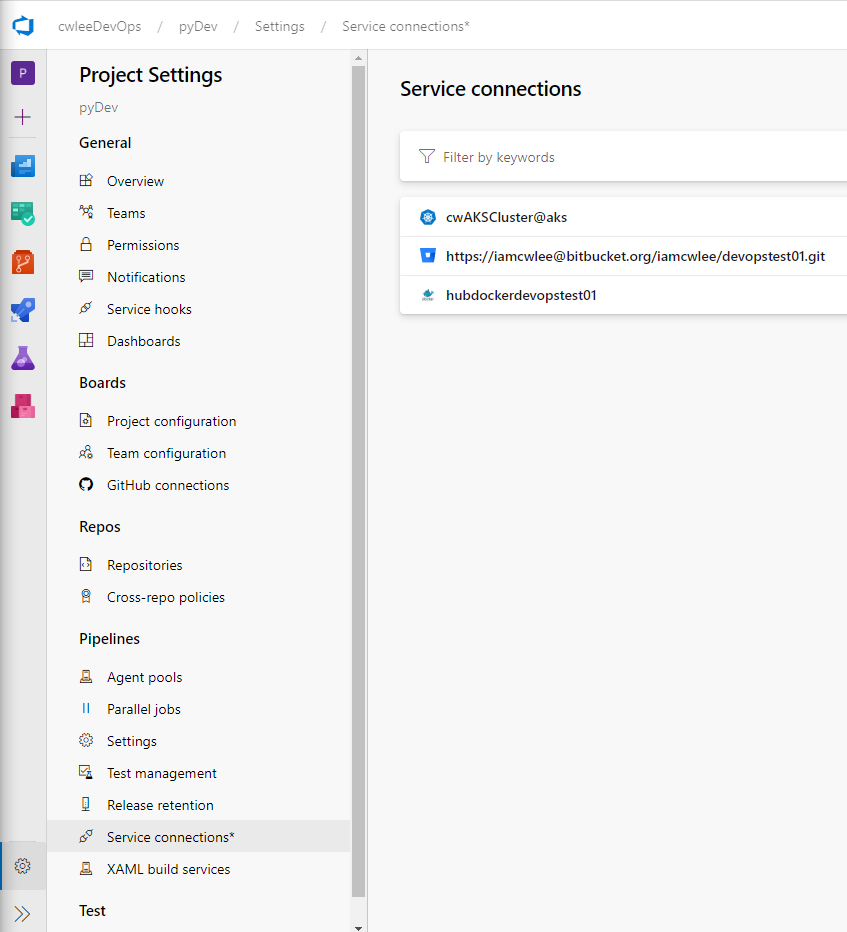 cwleeDevOps / pyDev / Settings / Service connections*
P
Project Settings
pyDev
General
Overview
Teams
Permissions
Notifications
Service hooks
Dashboards
Boards
Project configuration
Team configuration
GitHub connections
Repos
Repositories
Cross-repo policies
Pipelines
Agent pools
Parallel jobs
Settings
Test management
Release retention
Service connections*
XAML build services
Test
Service connections
Filter by keywords
cwAKSCluster@aks
https://iamcwlee@bitbucket.org/iamcwlee/devopstest01.git
hubdockerdevopstest01